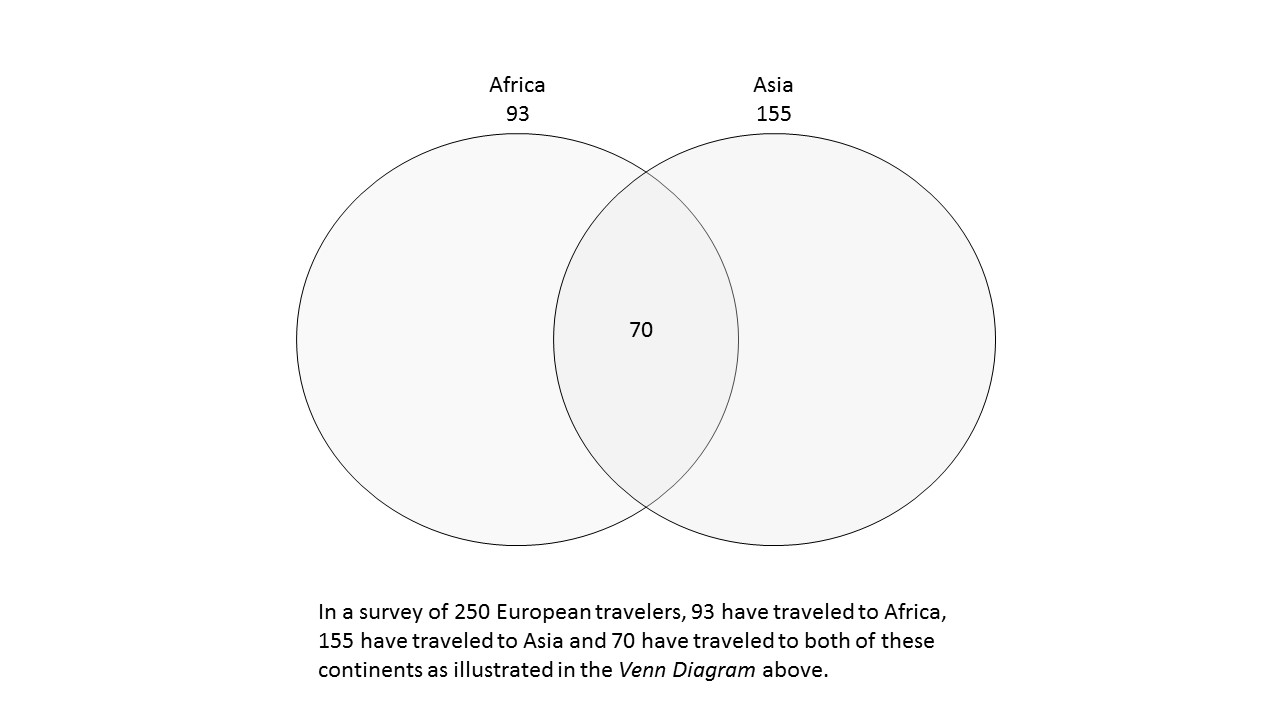 Africa
93
Asia
155
70
In a survey of 250 European travelers, 93 have traveled to Africa,
155 have traveled to Asia and 70 have traveled to both of these
continents as illustrated in the Venn Diagram above.